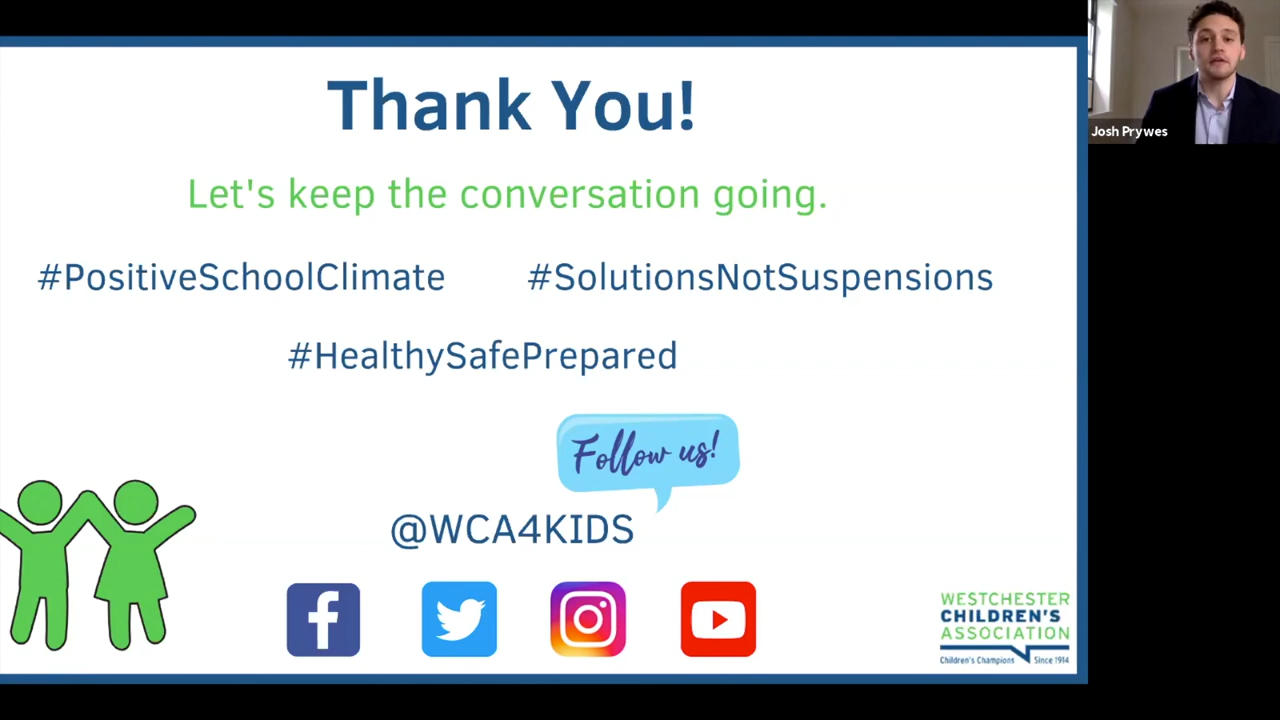 Thank You!
Let's keep the conversation going.
#PositiveSchoolClimate #SolutionsNotSuspensions
#HealthySafePrepared
Follow us!
@WCA4KIDS
WESTCHESTER
CHILDREN'S
ASSOCIATION
Children's Champions Since 1914
Josh Prywes